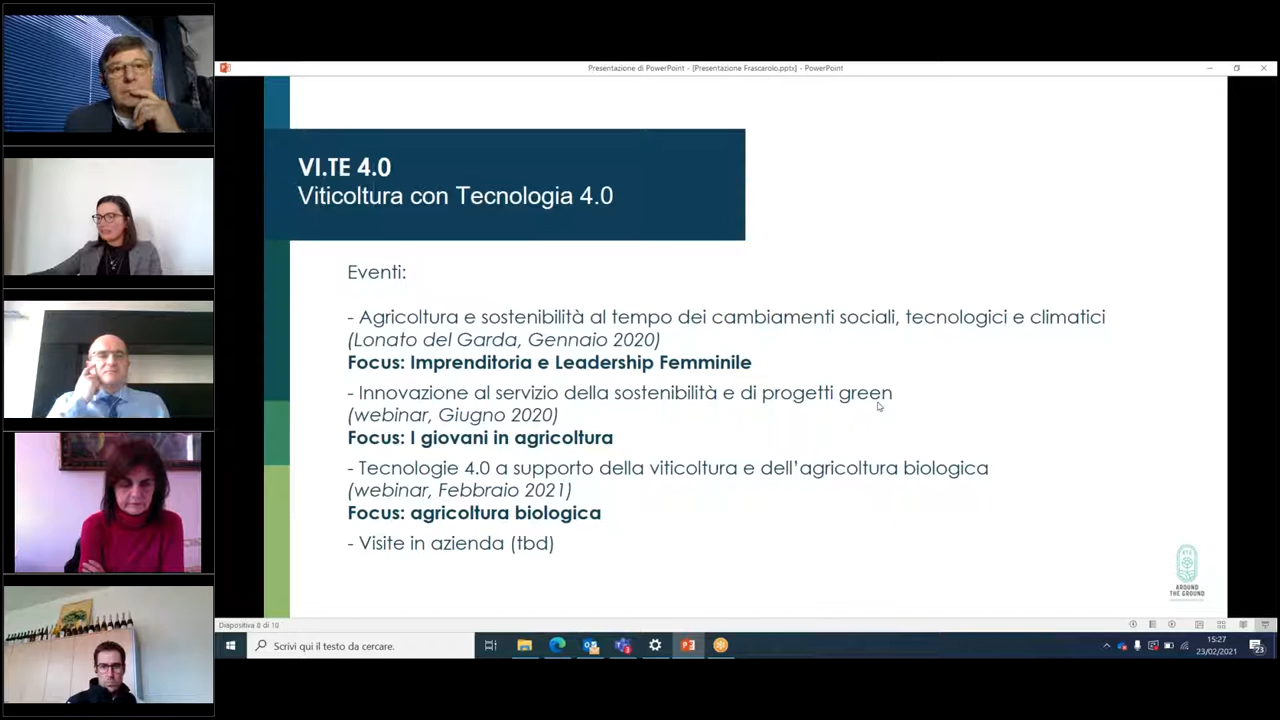 Presentazione di PowerPoint - [Presentazione Frascarolo.pptx] - PowerPoint
VI.TE 4.0
Viticoltura con Tecnologia 4.0
Eventi:
- Agricoltura e sostenibilità al tempo dei cambiamenti sociali, tecnologici e climatici
(Lonato del Garda, Gennaio 2020)
Focus: Imprenditoria e Leadership Femminile
- Innovazione al servizio della sostenibilità e di progetti green
(webinar, Giugno 2020)
Focus: I giovani in agricoltura
- Tecnologie 4.0 a supporto della viticoltura e dell'agricoltura biologica
(webinar, Febbraio 2021)
Focus: agricoltura biologica
- Visite in azienda (tbd)
AROUND
THE GROUND
Diapositiva 8 di 10
Scrivi qui il testo da cercare.
15:27
23/02/2021
23